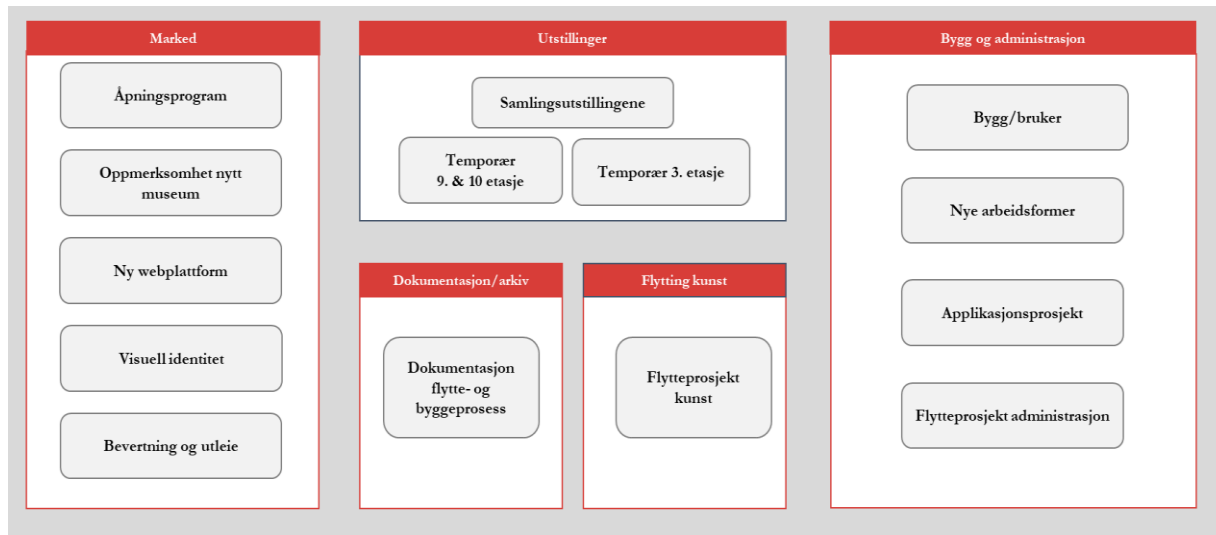 Marked
Åpningsprogram
Oppmerksomhet nytt
museum
Ny webplattform
Visuell identitet
Bevertning og utleie
Utstillinger
Samlingsutstillingene
Temporær
9. & 10 etasje
Temporær 3. etasje
Dokumentasjon/arkiv
Dokumentasjon
flytte- og
byggeprosess
Flytting kunst
Flytteprosjekt
kunst
Bygg og administrasjon
Bygg/bruker
Nye arbeidsformer
Applikasjonsprosjekt
Flytteprosjekt administrasjon